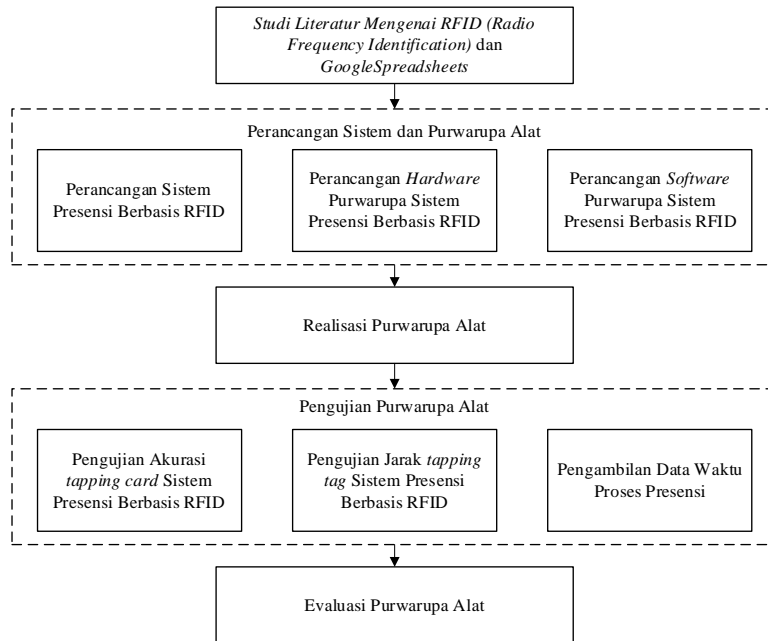 Studi Literatur Mengenai RFID (Radio
Frequency Identification) dan
GoogleSpreadsheets
Perancangan Sistem dan Purwarupa Alat
Perancangan Sistem
Presensi Berbasis RFID
Perancangan Hardware
Purwarupa Sistem
Presensi Berbasis RFID
Perancangan Software
Purwarupa Sistem
Presensi Berbasis RFID
Realisasi Purwarupa Alat
Pengujian Purwarupa Alat
Pengujian Akurasi
tapping card Sistem
Presensi Berbasis RFID
Pengujian Jarak tapping
tag Sistem Presensi
Berbasis RFID
Pengambilan Data Waktu
Proses Presensi
Evaluasi Purwarupa Alat